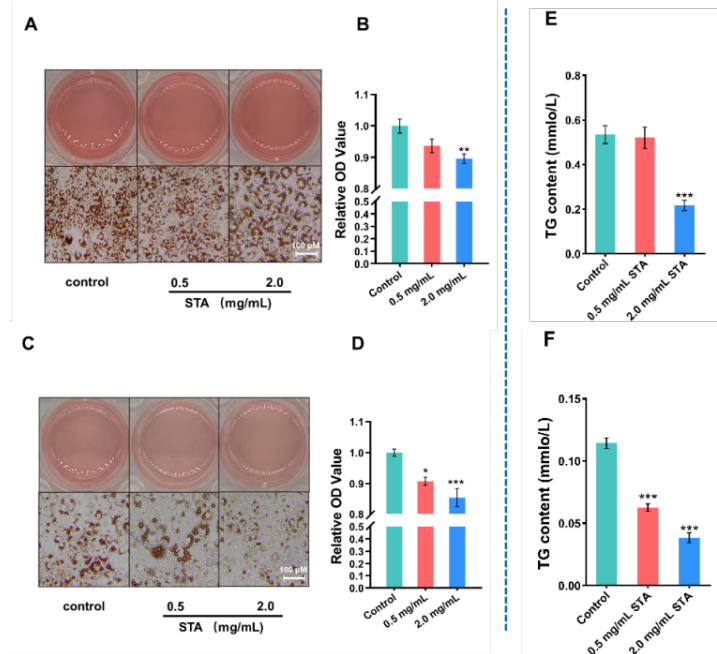 A
100 μM
control
0.5
2.0
STA (mg/mL)
B
Relative OD Value
1.1
1.0
0.9
0.8
0.5
0.4
0.3
0.2
0.1
0.0
**
Control
0.5 mg/mL
2.0 mg/mL
C
100 μM
control
0.5
2.0
STA (mg/mL)
D
Relative OD Value
1.1
1.0
0.9
0.8
0.5
0.4
0.3
0.2
0.1
0.0
*
***
Control
0.5 mg/mL
2.0 mg/mL
E
TG content (mmlo/L)
0.8
0.6
0.4
0.2
0.0
***
Control
0.5 mg/mL STA
2.0 mg/mL STA
F
TG content (mmlo/L)
0.15
0.10
0.05
0.00
***
***
Control
0.5 mg/mL STA
2.0 mg/mL STA